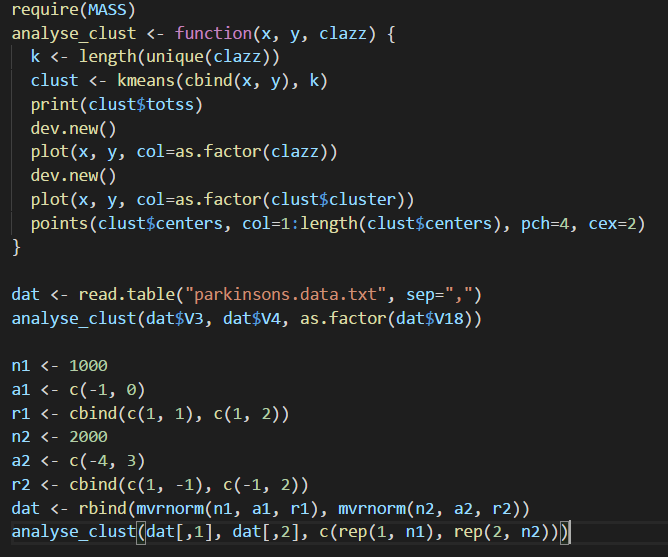 require(MASS)
analyse_clust <- function(x, y, clazz) {
  k <- length(unique(clazz))
  clust <- kmeans(cbind(x, y), k)
  print(clust$totss)
  dev.new()
  plot(x, y, col=as.factor(clazz))
  dev.new()
  plot(x, y, col=as.factor(clust$cluster))
  points(clust$centers, col=1:length(clust$centers), pch=4, cex=2)
}

dat <- read.table("parkinsons.data.txt", sep=",")
analyse_clust(dat$V3, dat$V4, as.factor(dat$V18))

n1 <- 1000
a1 <- c(-1, 0)
r1 <- cbind(c(1, 1), c(1, 2))
n2 <- 2000
a2 <- c(-4, 3)
r2 <- cbind(c(1, -1), c(-1, 2))
dat <- rbind(mvrnorm(n1, a1, r1), mvrnorm(n2, a2, r2))
analyse_clust(dat[,1], dat[,2], c(rep(1, n1), rep(2, n2)))